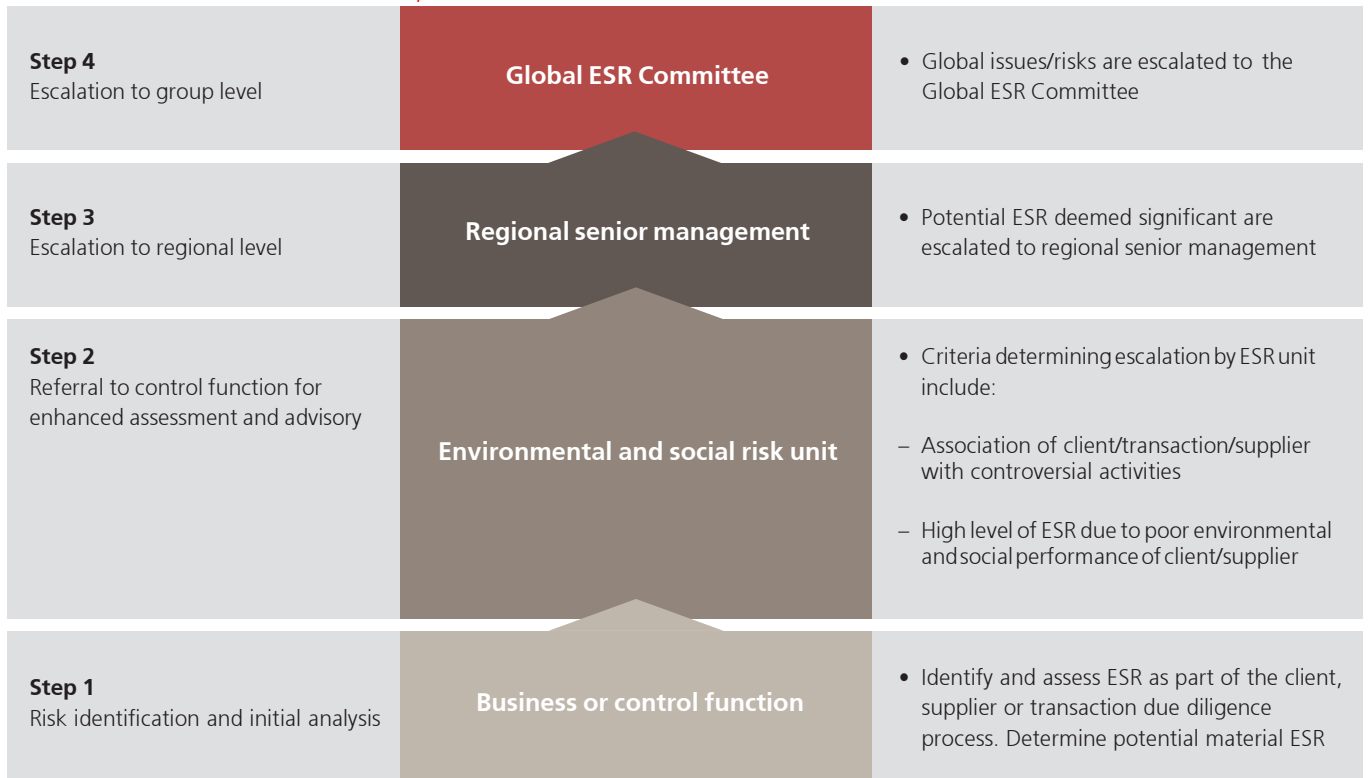 Step 4
Escalation to group level
Global ESR Committee
• Global issues/risks are escalated to the
Global ESR Committee
Step 3
Escalation to regional level
Regional senior management
• Potential ESR deemed significant are
escalated to regional senior management
Step 2
Referral to control function for
enhanced assessment and advisory
Environmental and social risk unit
• Criteria determining escalation by ESR unit
include:
– Association of client/transaction/supplier
with controversial activities
– High level of ESR due to poor environmental
and social performance of client/supplier
Step 1
Risk identification and initial analysis
Business or control function
• Identify and assess ESR as part of the client,
supplier or transaction due diligence
process. Determine potential material ESR